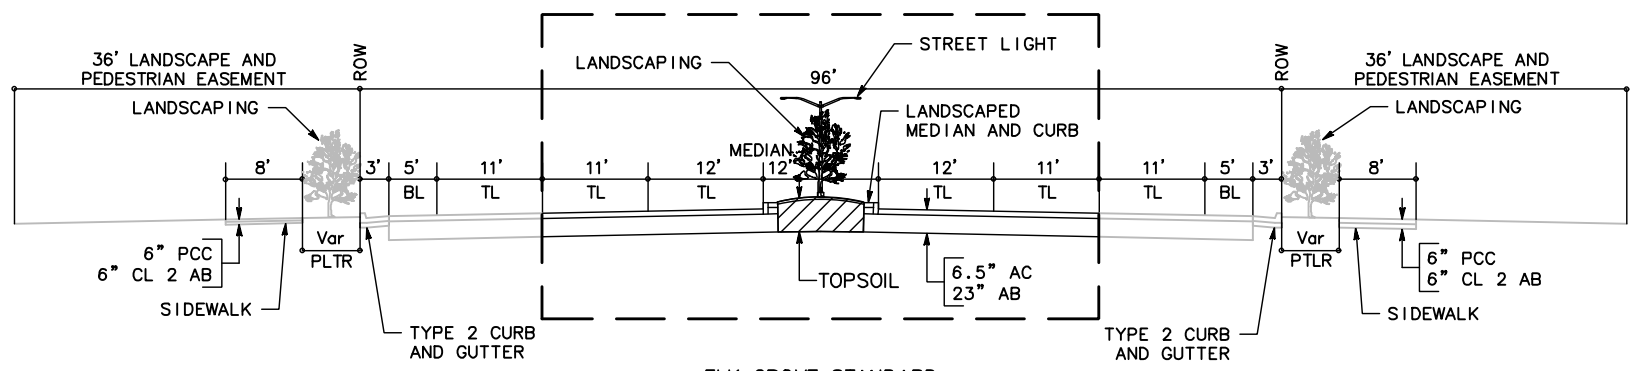 STREET LIGHT
36' LANDSCAPE AND
PEDESTRIAN EASEMENT
ROW
LANDSCAPING
96'
ROW
36' LANDSCAPE AND
PEDESTRIAN EASEMENT
LANDSCAPING
LANDSCAPED
MEDIAN AND CURB
LANDSCAPING
MEDIAN
8'
3'
5'
11'
11'
12'
12'
12'
11'
11'
5'
3'
8'
BL
TL
TL
TL
TL
TL
TL
BL
Var
PLTR
Var
PTLR
6" PCC
6" CL 2 AB
TOPSOIL
6.5" AC
23" AB
6" PCC
6" CL 2 AB
SIDEWALK
SIDEWALK
TYPE 2 CURB
AND GUTTER
TYPE 2 CURB
AND GUTTER